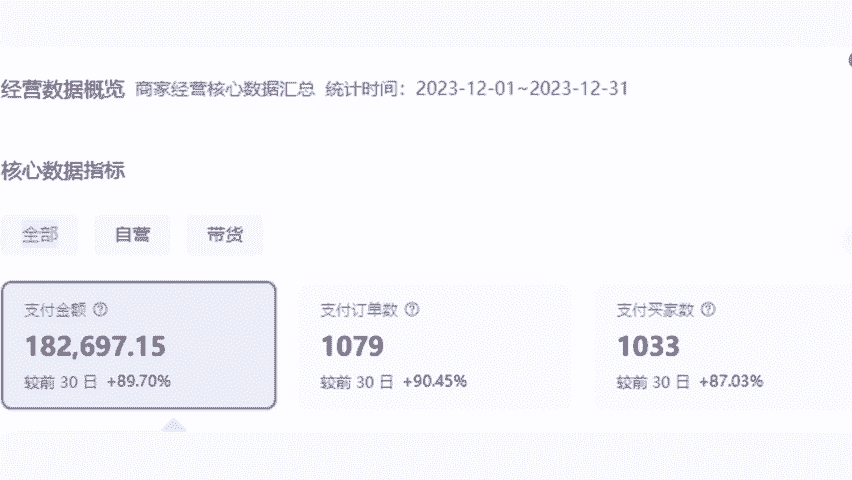 经营数据概览 商家经营核心数据汇总 统计时间：2023-12-01~2023-12-31
核心数据指标
全部 自营 带货
支付金额 支付订单数 支付买家数
182,697.15 1079 1033
较前 30 日 +89.70% 较前 30 日 +90.45% 较前 30 日 +87.03%